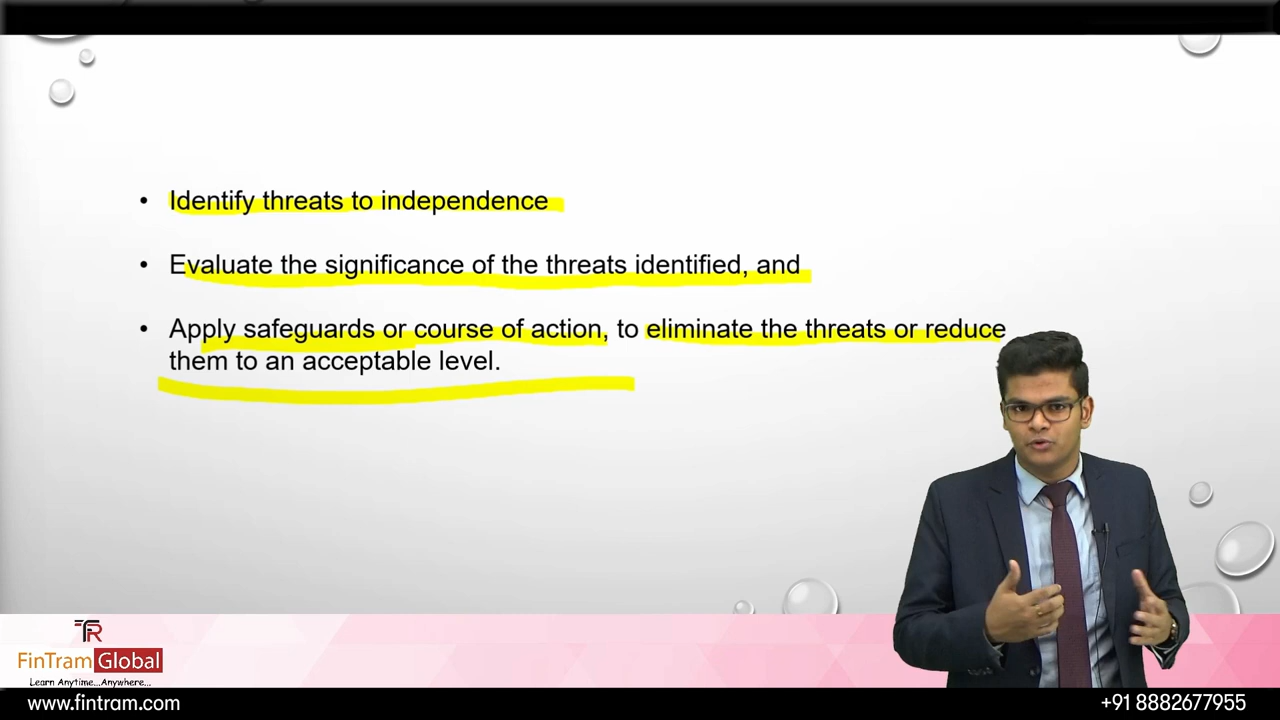 • Identify threats to independence
• Evaluate the significance of the threats identified, and
• Apply safeguards or course of action, to eliminate the threats or reduce
them to an acceptable level.
FR
FinTram Global
Learn Anytime...Anywhere...
www.fintram.com
+91 8882677955